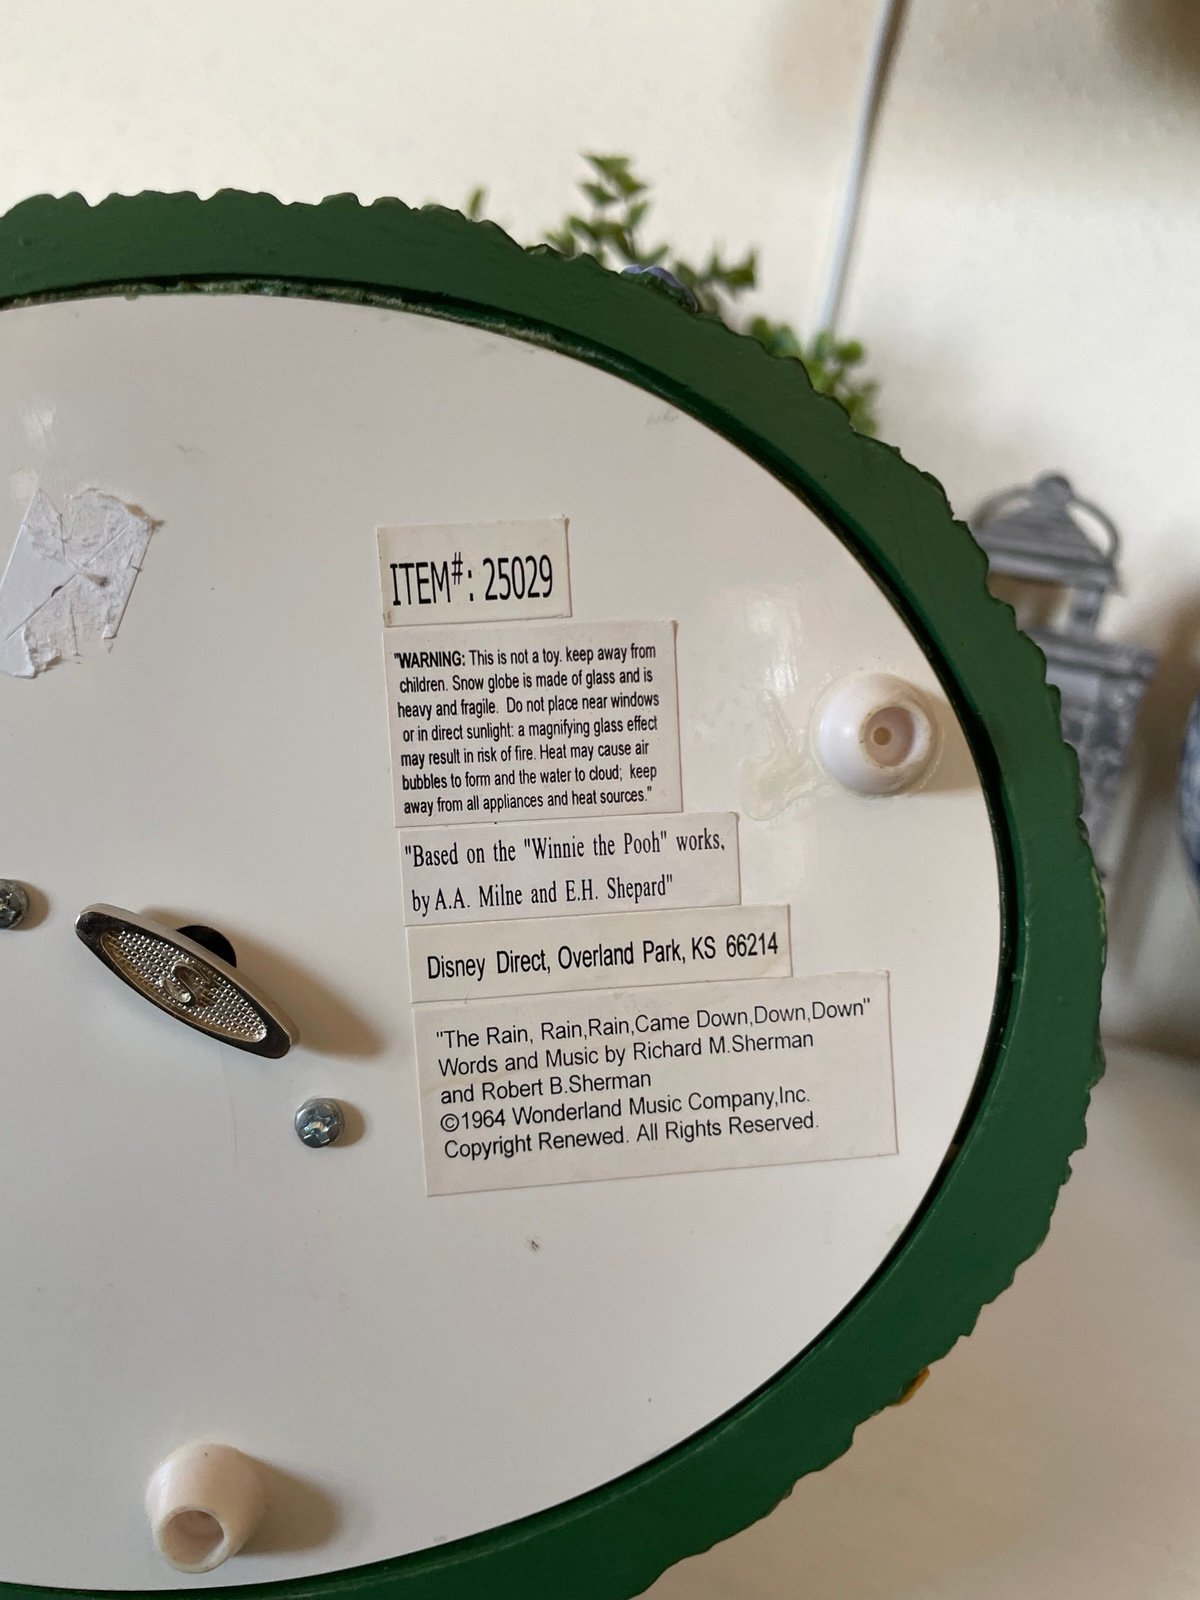 ITEM#: 25029
"WARNING: This is not a toy. keep away from
children. Snow globe is made of glass and is
heavy and fragile. Do not place near windows
or in direct sunlight: a magnifying glass effect
may result in risk of fire. Heat may cause air
bubbles to form and the water to cloud; keep
away from all appliances and heat sources."
"Based on the "Winnie the Pooh" works,
by A.A. Milne and E.H. Shepard"
Disney Direct, Overland Park, KS 66214
"The Rain, Rain,Rain,Came Down,Down,Down"
Words and Music by Richard M.Sherman
and Robert B.Sherman
©1964 Wonderland Music Company,Inc.
Copyright Renewed. All Rights Reserved.